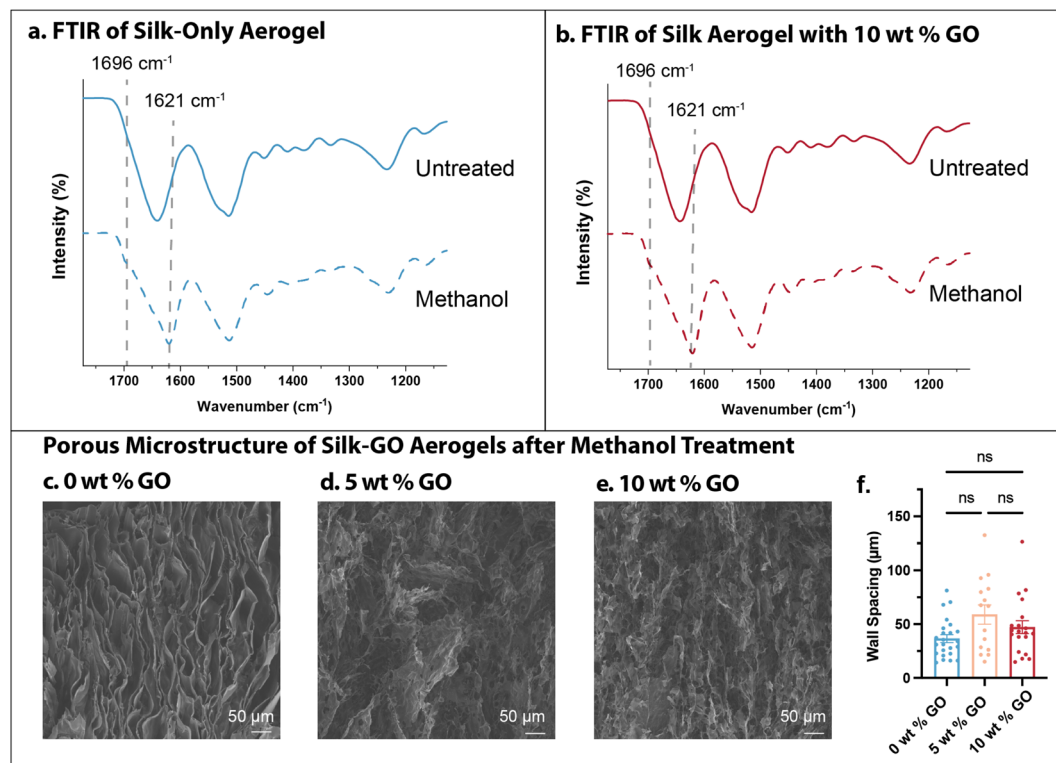 a. FTIR of Silk-Only Aerogel
1696 cm⁻¹
1621 cm⁻¹
Untreated
Methanol
Intensity (%)
1700 1600 1500 1400 1300 1200
Wavenumber (cm⁻¹)
b. FTIR of Silk Aerogel with 10 wt % GO
1696 cm⁻¹
1621 cm⁻¹
Untreated
Methanol
Intensity (%)
1700 1600 1500 1400 1300 1200
Wavenumber (cm⁻¹)
Porous Microstructure of Silk-GO Aerogels after Methanol Treatment
c. 0 wt % GO
50 µm
d. 5 wt % GO
50 µm
e. 10 wt % GO
50 µm
f.
ns
ns ns
Wall Spacing (µm)
150
100
50
0
0 wt % GO
5 wt % GO
10 wt % GO